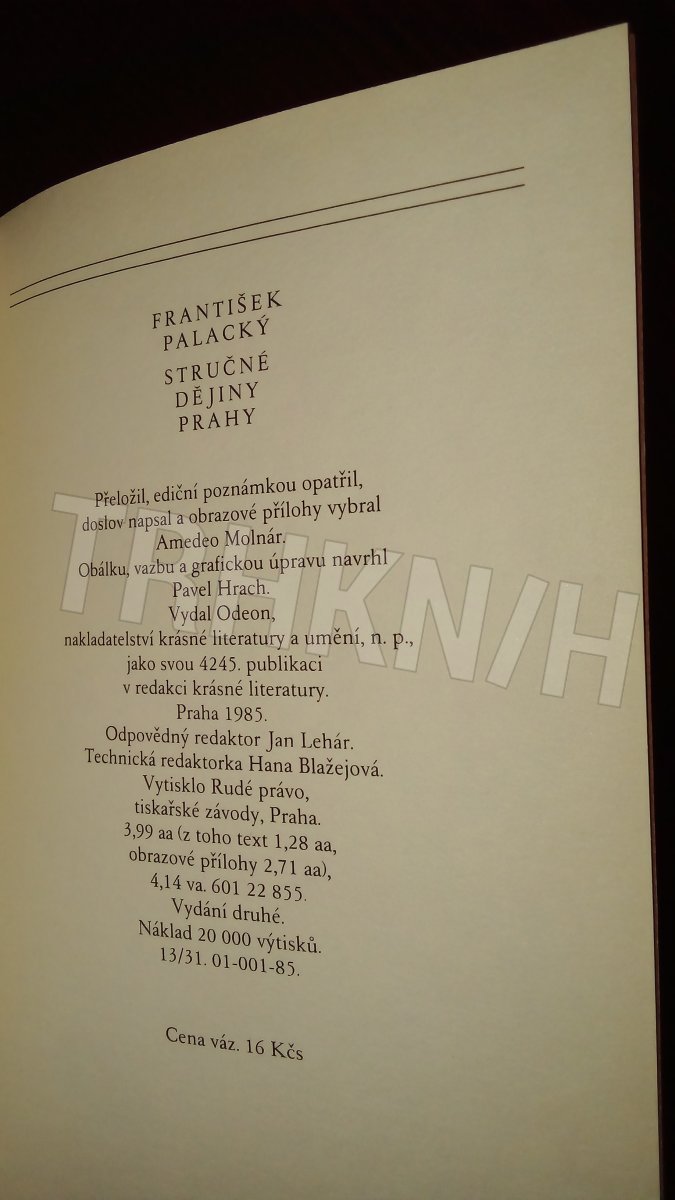 FRANTIŠEK
PALACKÝ
STRUČNÉ
DĚJINY
PRAHY
Přeložil, ediční poznámkou opatřil,
doslov napsal a obrazové přílohy vybral
Amedeo Molnár.
Obálku, vazbu a grafickou úpravu navrhl
Pavel Hrach.
Vydal Odeon,
nakladatelství krásné literatury a umění, n. p.,
jako svou 4245. publikaci
v redakci krásné literatury.
Praha 1985.
Odpovědný redaktor Jan Lehár.
Technická redaktorka Hana Blažejová.
Vytisklo Rudé právo,
tiskařské závody, Praha.
3,99 aa (z toho text 1,28 aa,
obrazové přílohy 2,71 aa),
4,14 va. 601 22 855.
Vydání druhé.
Náklad 20 000 výtisků.
13/31. 01-001-85.
Cena váz. 16 Kčs
TRHKN/H